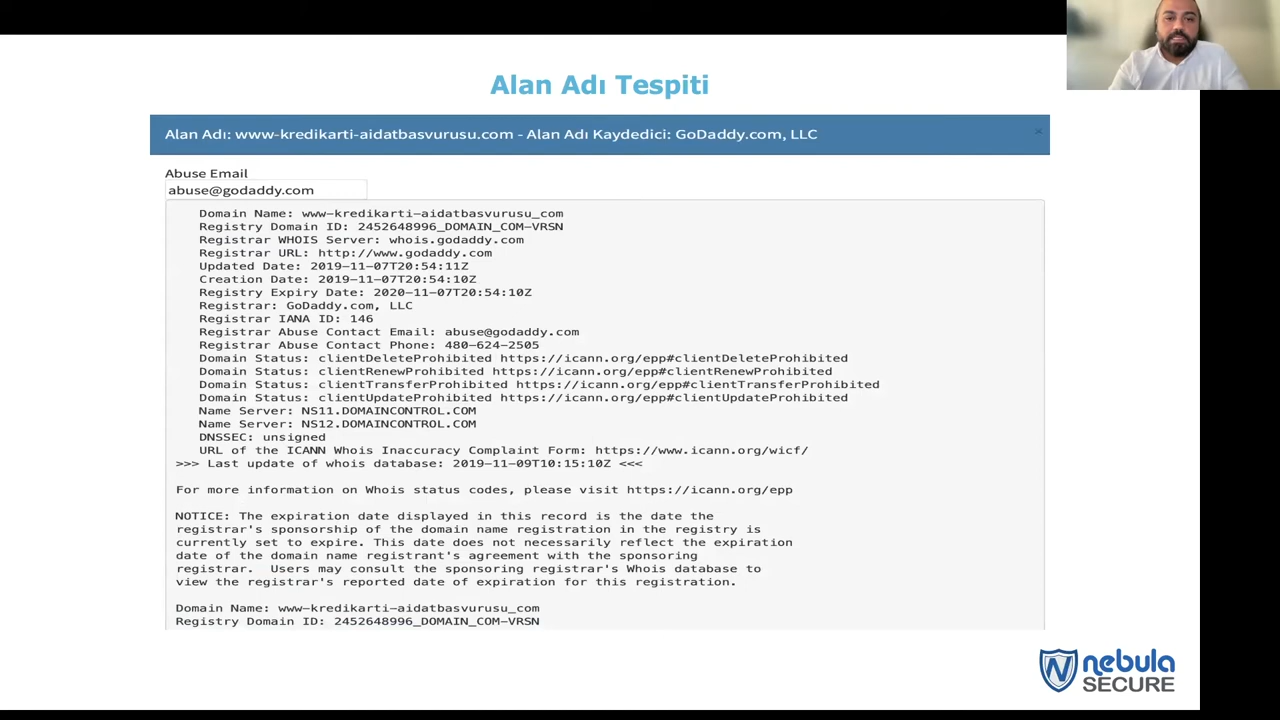 Alan Adı Tespiti
Alan Adı: www-kredikarti-aidatbasvurusu.com - Alan Adı Kaydedici: GoDaddy.com, LLC
×
Abuse Email
abuse@godaddy.com
Domain Name: www-kredikarti-aidatbasvurusu_com
Registry Domain ID: 2452648996_DOMAIN_COM-VRSN
Registrar WHOIS Server: whois.godaddy.com
Registrar URL: http://www.godaddy.com
Updated Date: 2019-11-07T20:54:11Z
Creation Date: 2019-11-07T20:54:10Z
Registry Expiry Date: 2020-11-07T20:54:10Z
Registrar: GoDaddy.com, LLC
Registrar IANA ID: 146
Registrar Abuse Contact Email: abuse@godaddy.com
Registrar Abuse Contact Phone: 480-624-2505
Domain Status: clientDeleteProhibited https://icann.org/epp#clientDeleteProhibited
Domain Status: clientRenewProhibited https://icann.org/epp#clientRenewProhibited
Domain Status: clientTransferProhibited https://icann.org/epp#clientTransferProhibited
Domain Status: clientUpdateProhibited https://icann.org/epp#clientUpdateProhibited
Name Server: NS11.DOMAINCONTROL.COM
Name Server: NS12.DOMAINCONTROL.COM
DNSSEC: unsigned
URL of the ICANN Whois Inaccuracy Complaint Form: https://www.icann.org/wicf/
>>> Last update of whois database: 2019-11-09T10:15:10Z <<<
For more information on Whois status codes, please visit https://icann.org/epp
NOTICE: The expiration date displayed in this record is the date the
registrar's sponsorship of the domain name registration in the registry is
currently set to expire. This date does not necessarily reflect the expiration
date of the domain name registrant's agreement with the sponsoring
registrar.  Users may consult the sponsoring registrar's Whois database to
view the registrar's reported date of expiration for this registration.
Domain Name: www-kredikarti-aidatbasvurusu_com
Registry Domain ID: 2452648996_DOMAIN_COM-VRSN
nebula
SECURE